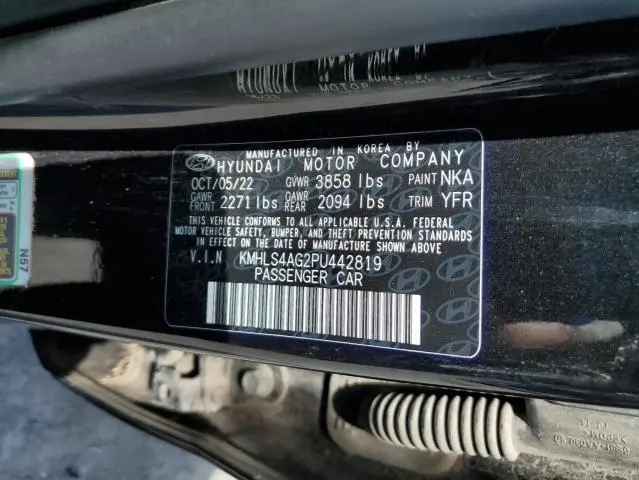 MANUFACTURED IN KOREA BY
HYUNDAI MOTOR COMPANY
OCT/05/22 GVWR 3858 lbs PAINT NKA
GAWR FRONT 2271 lbs GAWR REAR 2094 lbs TRIM YFR
THIS VEHICLE CONFORMS TO ALL APPLICABLE U.S.A. FEDERAL
MOTOR VEHICLE SAFETY, BUMPER, AND THEFT PREVENTION STANDARDS
IN EFFECT ON THE DATE OF MANUFACTURE SHOWN ABOVE.
V.I.N KMHLS4AG2PU442819
PASSENGER CAR
N57
>EPDM<